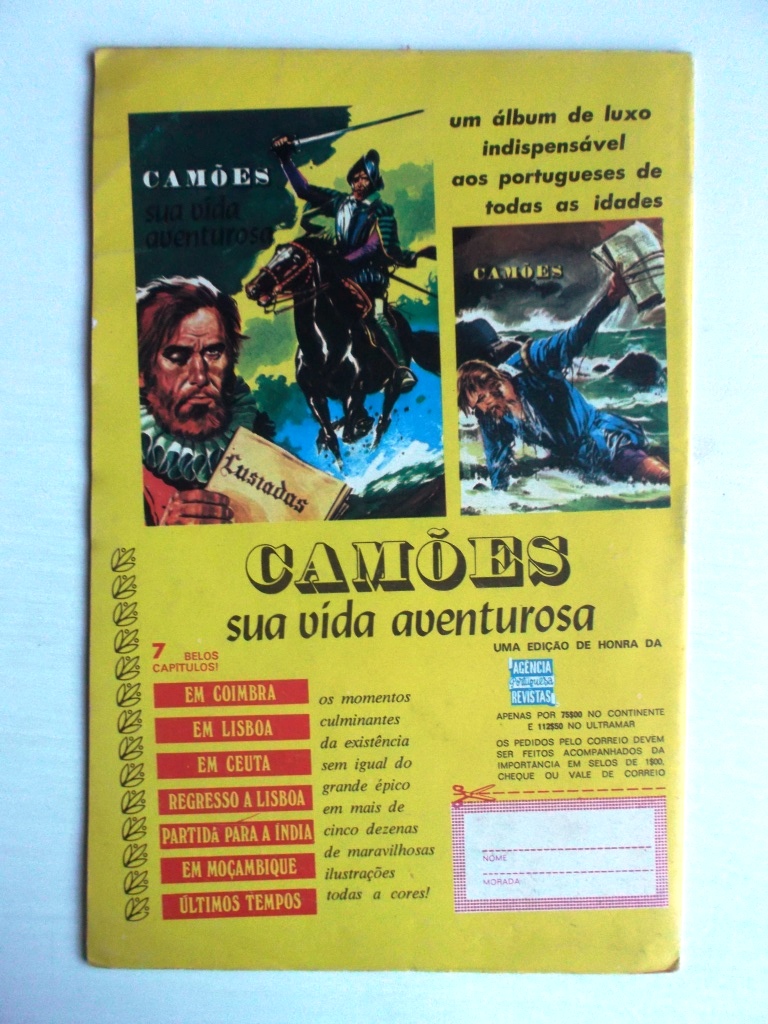 um álbum de luxo
indispensável
aos portugueses de
todas as idades
CAMÕES
sua vida
aventurosa
Lusiadas
CAMÕES
CAMÕES
sua vida aventurosa
7 BELOS
CAPITULOS!
EM COIMBRA
EM LISBOA
EM CEUTA
REGRESSO A LISBOA
PARTIDA PARA A ÍNDIA
EM MOÇAMBIQUE
ÚLTIMOS TEMPOS
os momentos
culminantes
da existência
sem igual do
grande épico
em mais de
cinco dezenas
de maravilhosas
ilustrações
todas a cores!
UMA EDIÇÃO DE HONRA DA
AGÊNCIA
Portuguesa
REVISTAS
APENAS POR 75$00 NO CONTINENTE
E 112$50 NO ULTRAMAR
OS PEDIDOS PELO CORREIO DEVEM
SER FEITOS ACOMPANHADOS DA
IMPORTANCIA EM SELOS DE 1$00,
CHEQUE OU VALE DE CORREIO
NOME
MORADA